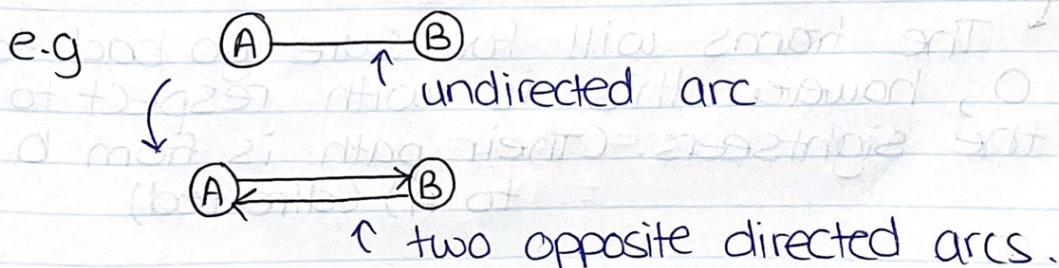 e.g A B
↑ undirected arc
A B
↑ two opposite directed arcs.